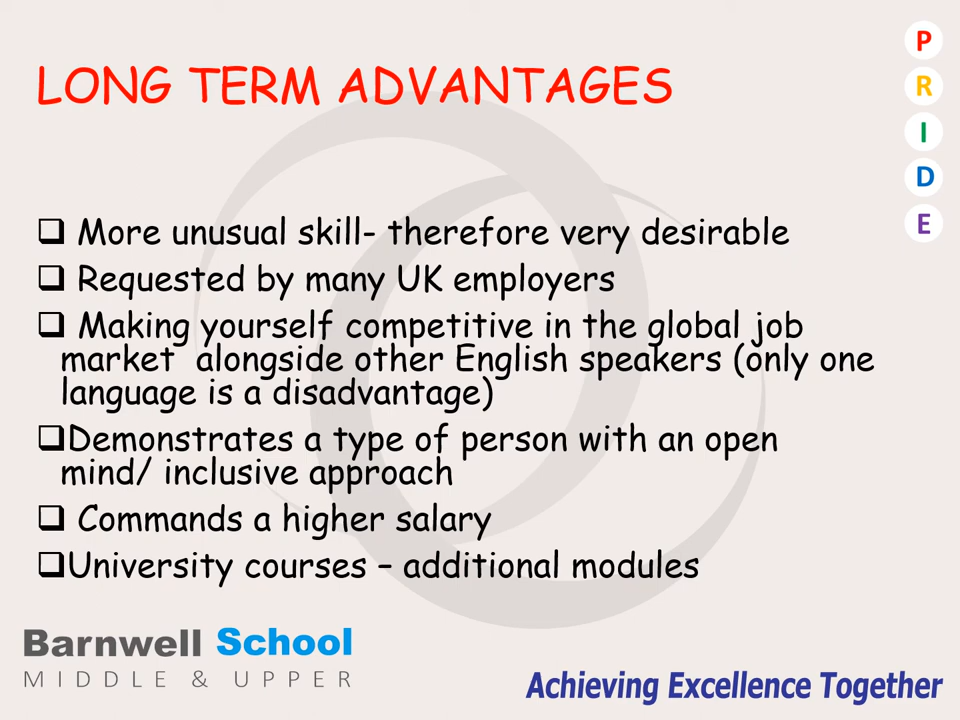 LONG TERM ADVANTAGES
P
R
I
D
E
❑ More unusual skill- therefore very desirable
❑ Requested by many UK employers
❑ Making yourself competitive in the global job
market alongside other English speakers (only one
language is a disadvantage)
❑Demonstrates a type of person with an open
mind/ inclusive approach
❑ Commands a higher salary
❑University courses – additional modules
Barnwell School
MIDDLE & UPPER
Achieving Excellence Together